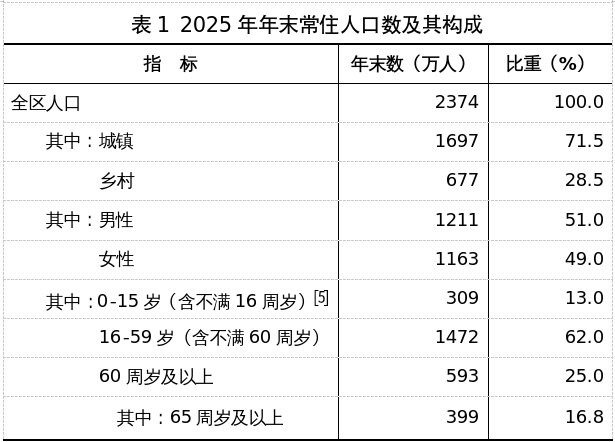 表 1 2025 年年末常住人口数及其构成
指 标 年末数（万人） 比重（%）
全区人口 2374 100.0
其中：城镇 1697 71.5
乡村 677 28.5
其中：男性 1211 51.0
女性 1163 49.0
其中：0-15 岁（含不满 16 周岁）[5] 309 13.0
16-59 岁（含不满 60 周岁） 1472 62.0
60 周岁及以上 593 25.0
其中：65 周岁及以上 399 16.8